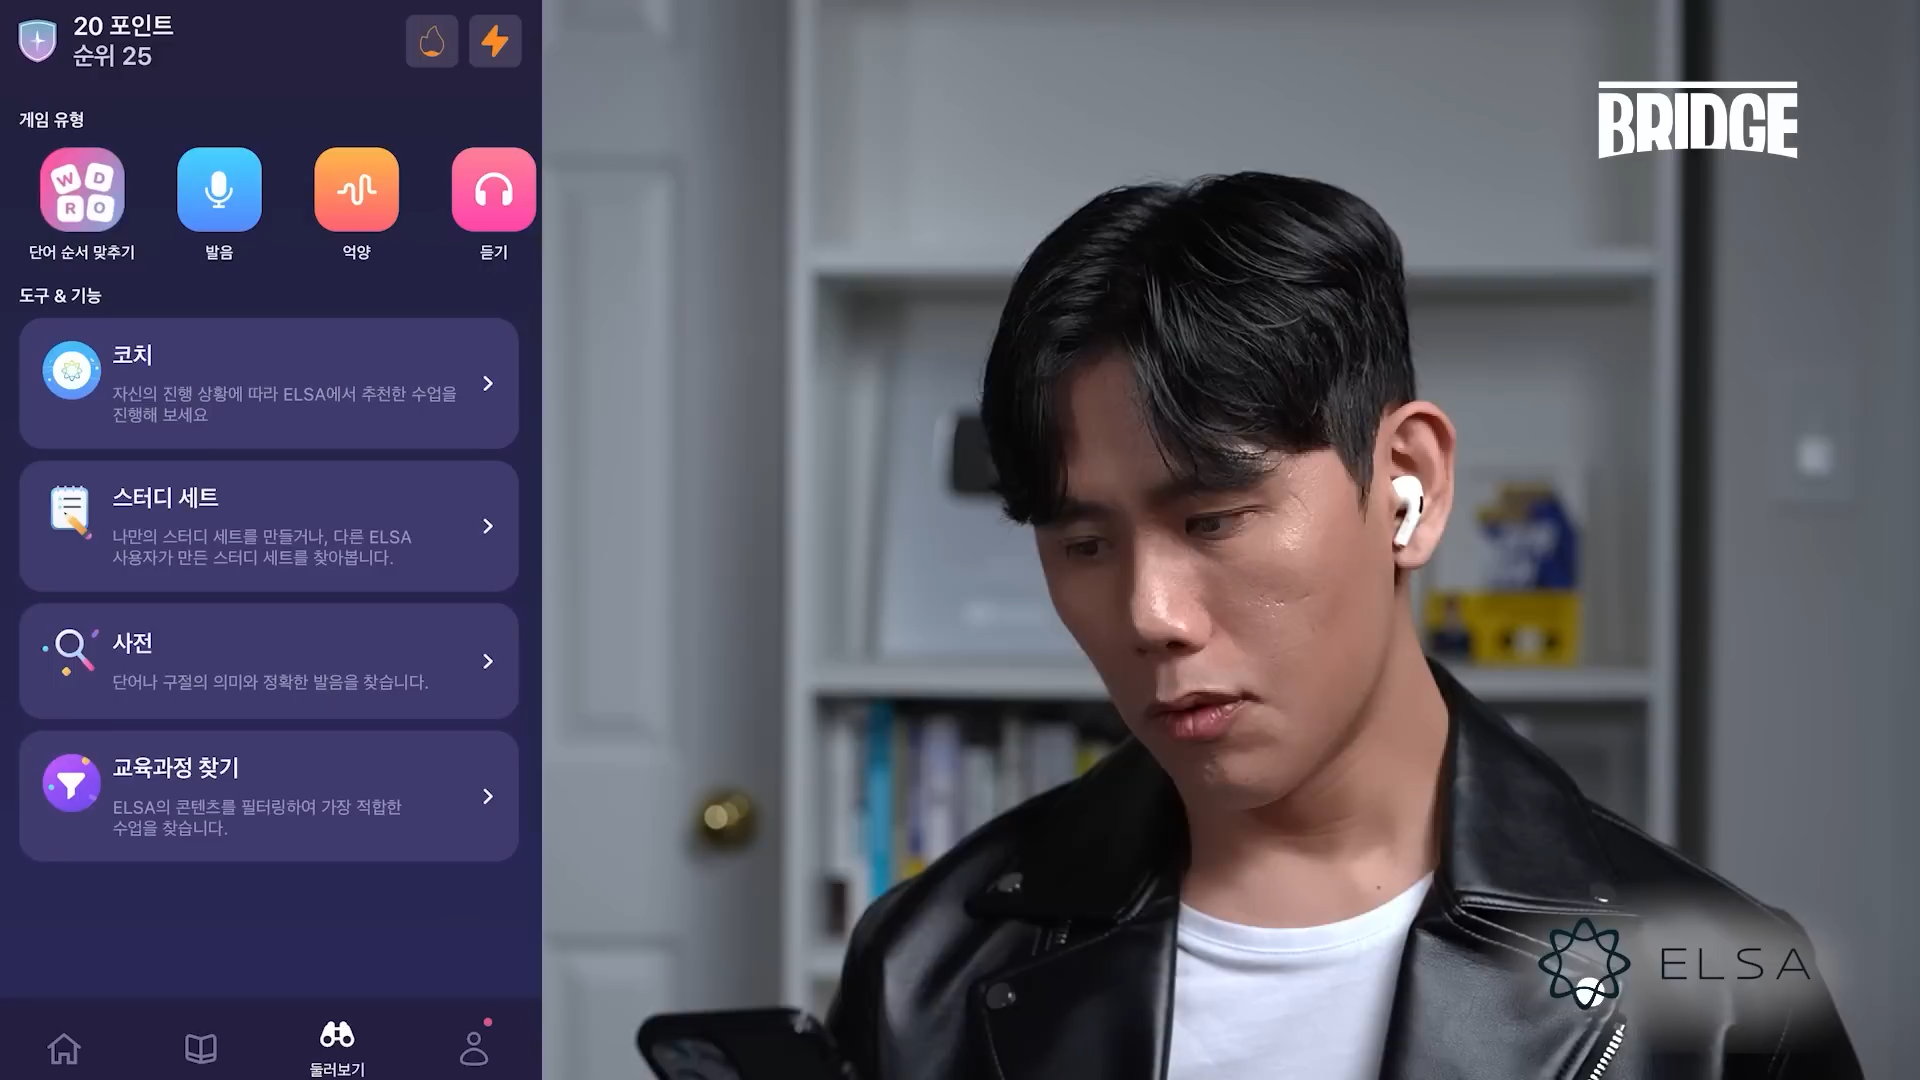 20 포인트
순위 25
게임 유형
W D
R O
단어 순서 맞추기
발음
억양
듣기
도구 & 기능
코치
자신의 진행 상황에 따라 ELSA에서 추천한 수업을
진행해 보세요
스터디 세트
나만의 스터디 세트를 만들거나, 다른 ELSA
사용자가 만든 스터디 세트를 찾아봅니다.
사전
단어나 구절의 의미와 정확한 발음을 찾습니다.
교육과정 찾기
ELSA의 콘텐츠를 필터링하여 가장 적합한
수업을 찾습니다.
둘러보기
BRIDGE
ELSA